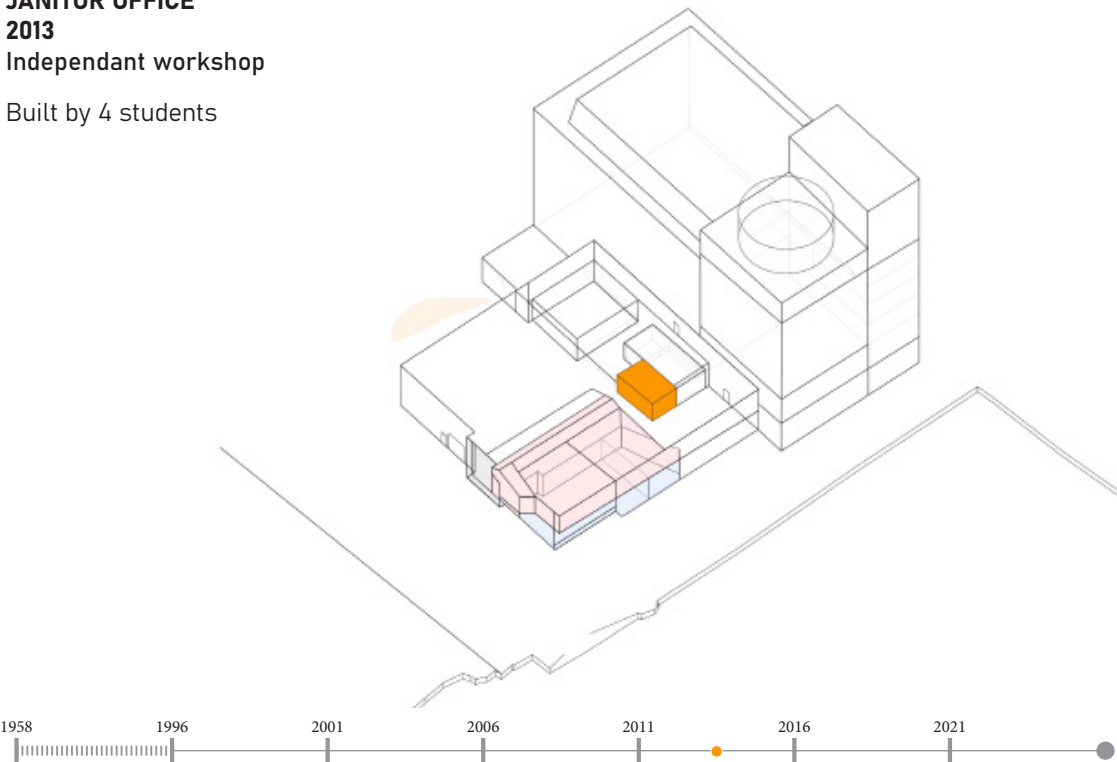 JANITOR OFFICE
2013
Independant workshop
Built by 4 students
1958 1996 2001 2006 2011 2016 2021